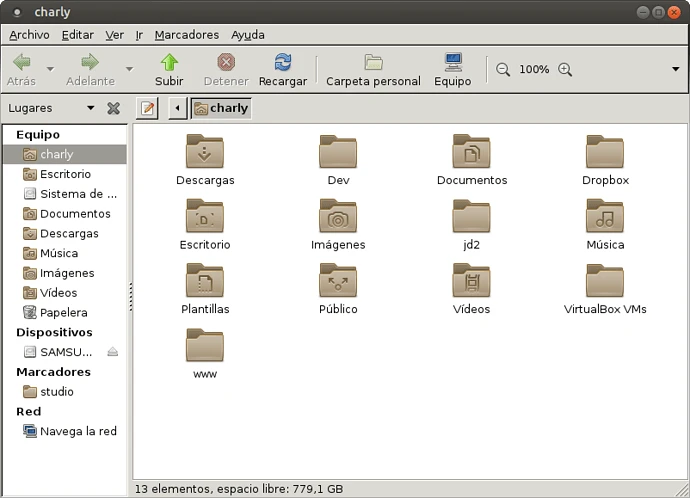 charly
Archivo Editar Ver Ir Marcadores Ayuda
Atrás Adelante Subir Detener Recargar Carpeta personal Equipo 100%
Lugares charly
Equipo
charly
Escritorio
Sistema de ...
Documentos
Descargas
Música
Imágenes
Vídeos
Papelera
Dispositivos
SAMSU...
Marcadores
studio
Red
Navega la red
Descargas Dev Documentos Dropbox
Escritorio Imágenes jd2 Música
Plantillas Público Vídeos VirtualBox VMs
www
13 elementos, espacio libre: 779,1 GB